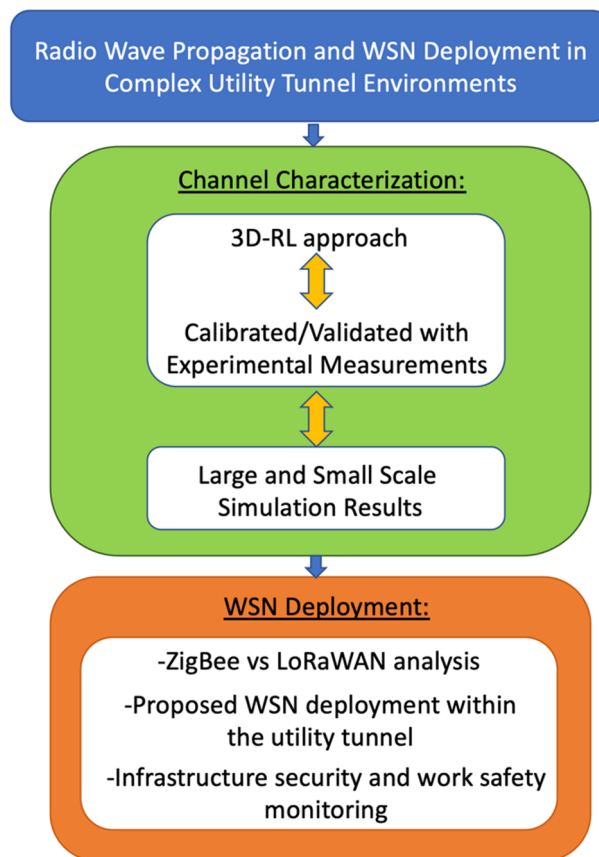 Radio Wave Propagation and WSN Deployment in
Complex Utility Tunnel Environments
Channel Characterization:
3D-RL approach
Calibrated/Validated with
Experimental Measurements
Large and Small Scale
Simulation Results
WSN Deployment:
-ZigBee vs LoRaWAN analysis
-Proposed WSN deployment within
the utility tunnel
-Infrastructure security and work safety
monitoring